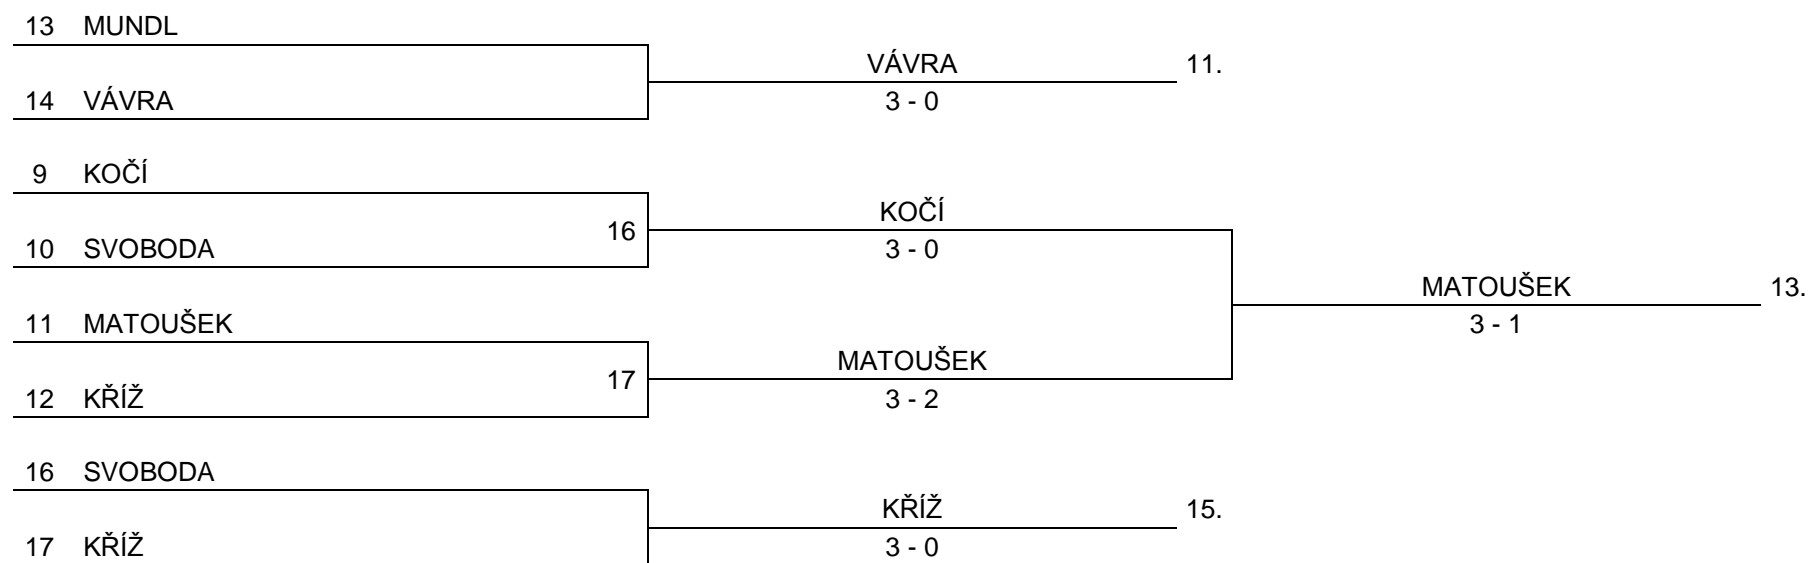 13 MUNDL
VÁVRA 11.
14 VÁVRA
3 - 0
9 KOČÍ
KOČÍ
16
10 SVOBODA
3 - 0
MATOUŠEK 13.
11 MATOUŠEK
3 - 1
MATOUŠEK
17
12 KŘÍŽ
3 - 2
16 SVOBODA
KŘÍŽ 15.
17 KŘÍŽ
3 - 0